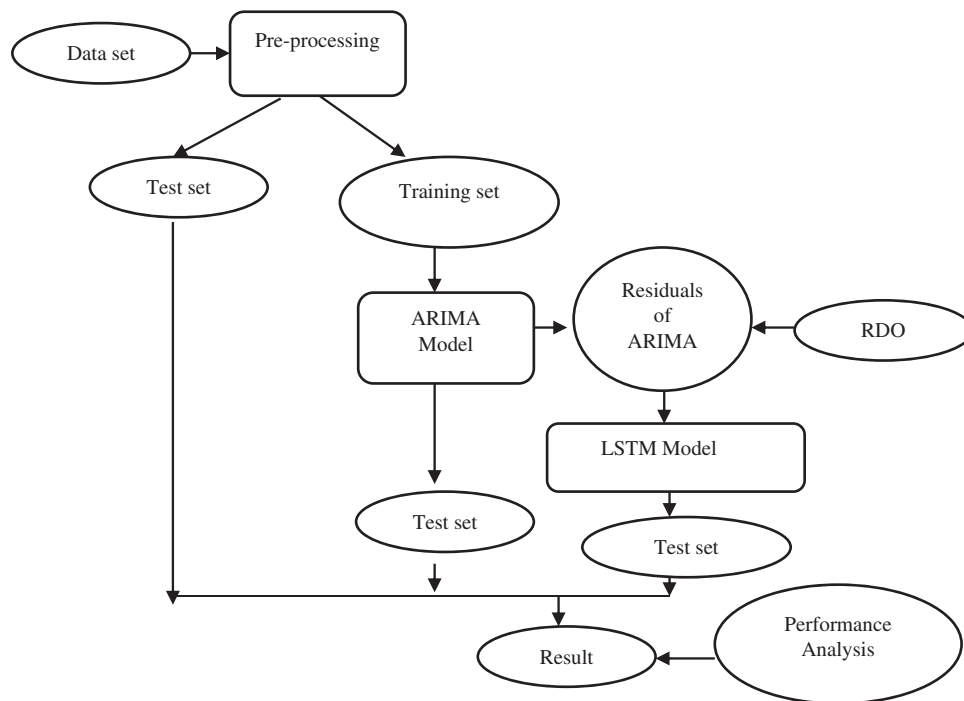 Data set
Pre-processing
Test set
Training set
ARIMA
Model
Residuals
of
ARIMA
RDO
LSTM Model
Test set
Test set
Result
Performance
Analysis